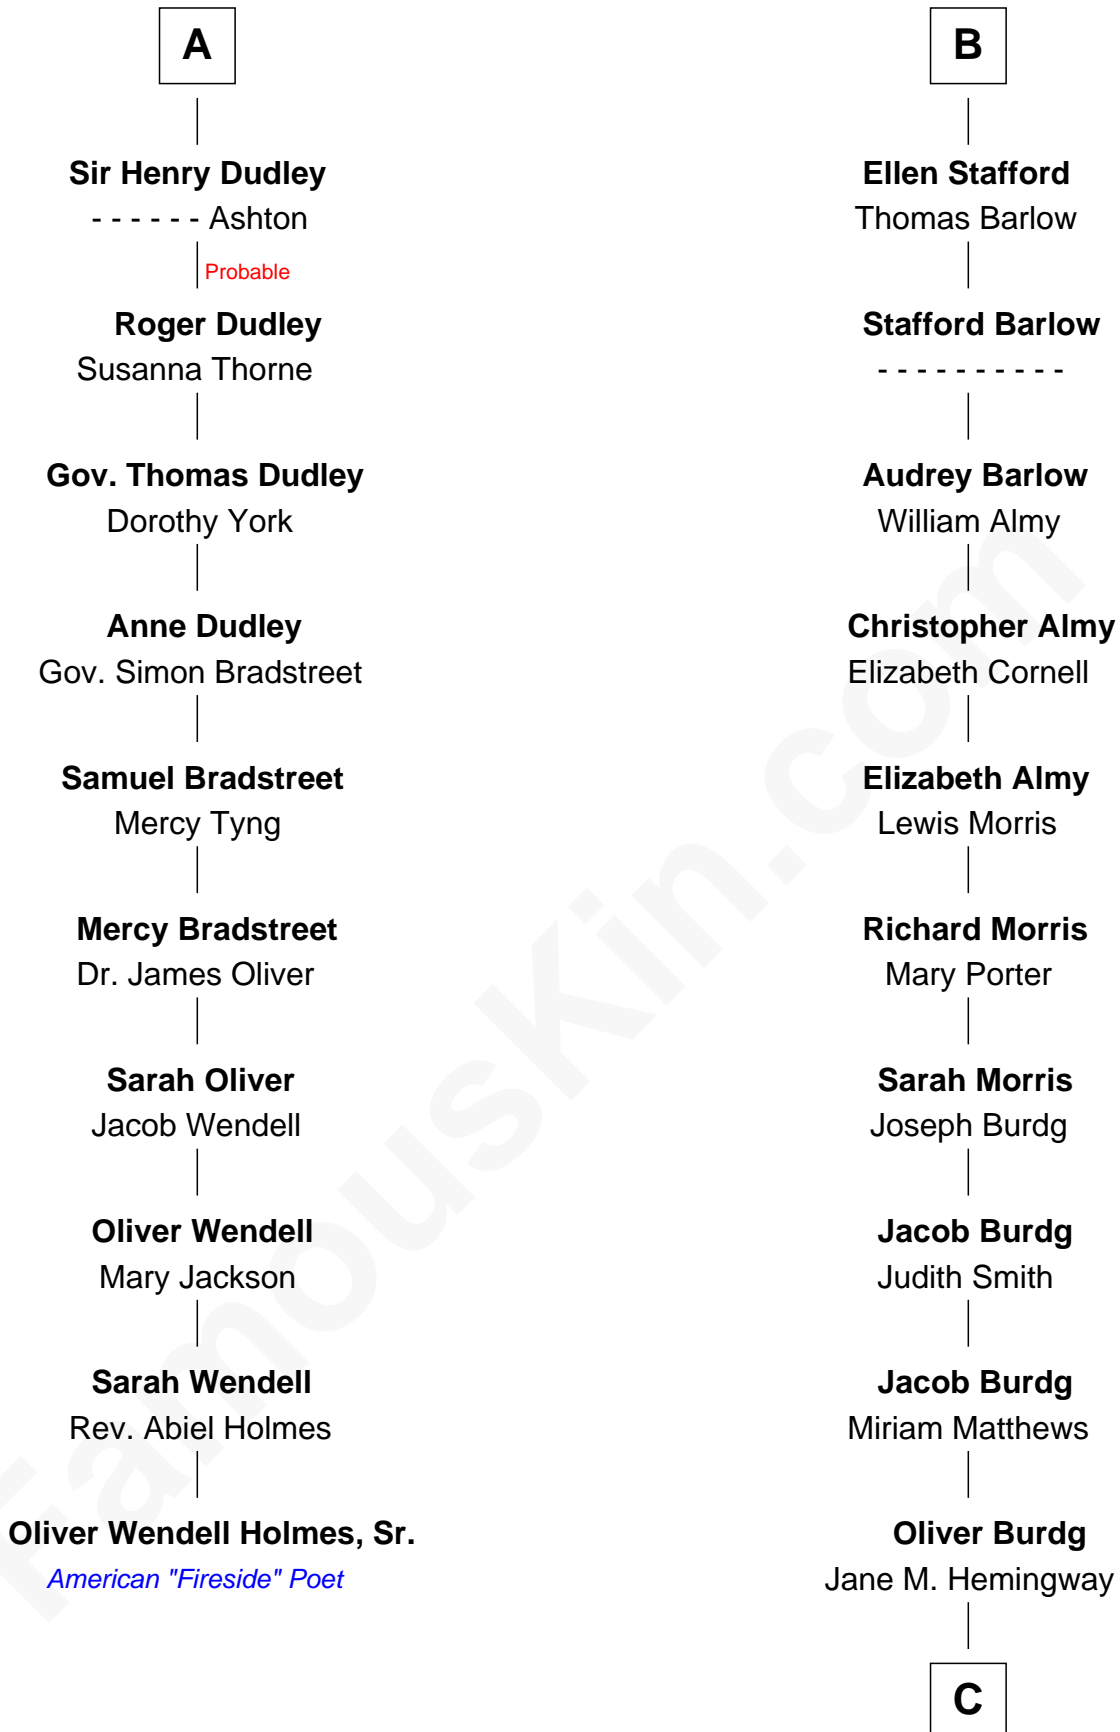 A
Sir Henry Dudley
- - - - - - Ashton
Probable
Roger Dudley
Susanna Thorne
Gov. Thomas Dudley
Dorothy York
Anne Dudley
Gov. Simon Bradstreet
Samuel Bradstreet
Mercy Tyng
Mercy Bradstreet
Dr. James Oliver
Sarah Oliver
Jacob Wendell
Oliver Wendell
Mary Jackson
Sarah Wendell
Rev. Abiel Holmes
Oliver Wendell Holmes, Sr.
American "Fireside" Poet
B
Ellen Stafford
Thomas Barlow
Stafford Barlow
- - - - - - - - - -
Audrey Barlow
William Almy
Christopher Almy
Elizabeth Cornell
Elizabeth Almy
Lewis Morris
Richard Morris
Mary Porter
Sarah Morris
Joseph Burdg
Jacob Burdg
Judith Smith
Jacob Burdg
Miriam Matthews
Oliver Burdg
Jane M. Hemingway
C
FamousKin.com